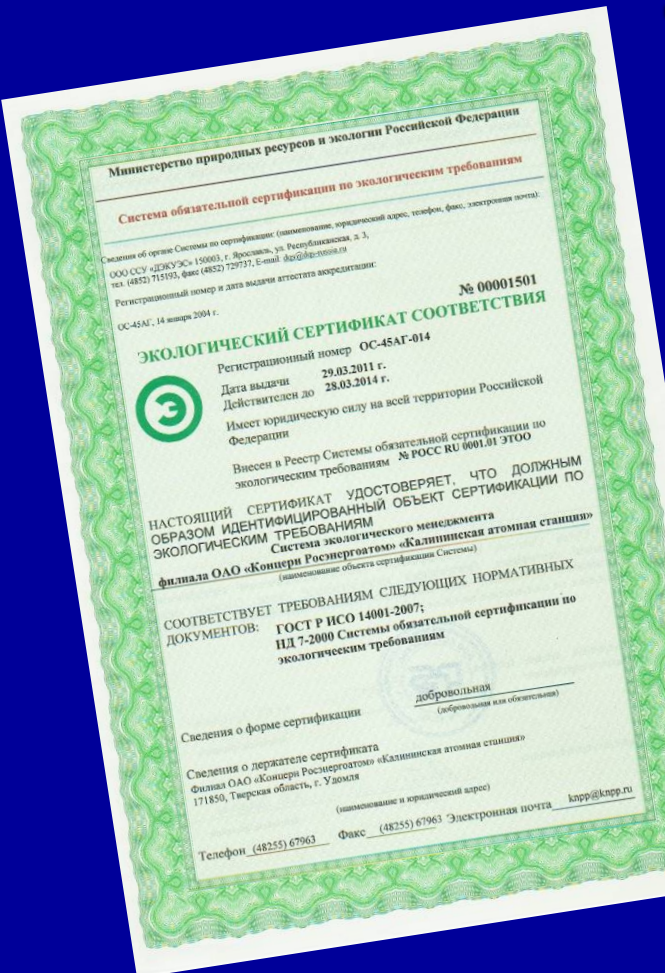 Министерство природных ресурсов и экологии Российской Федерации
Система обязательной сертификации по экологическим требованиям
Сведения об органе Системы по сертификации: (наименование, юридический адрес, телефон, факс, электронная почта):
ООО ССУ «ДЭКУЭС» 150003, г. Ярославль, ул. Республиканская, д. 3,
тел. (4852) 715193, факс (4852) 729737, E-mail: dqs@dqs-russia.ru
Регистрационный номер и дата выдачи аттестата аккредитации:
ОС-45АГ, 14 января 2004 г.
№ 00001501
ЭКОЛОГИЧЕСКИЙ СЕРТИФИКАТ СООТВЕТСТВИЯ
Регистрационный номер ОС-45АГ-014
Дата выдачи 29.03.2011 г.
Действителен до 28.03.2014 г.
Имеет юридическую силу на всей территории Российской
Федерации
Внесен в Реестр Системы обязательной сертификации по
экологическим требованиям № РОСС RU 0001.01 ЭТОО
НАСТОЯЩИЙ СЕРТИФИКАТ УДОСТОВЕРЯЕТ, ЧТО ДОЛЖНЫМ
ОБРАЗОМ ИДЕНТИФИЦИРОВАННЫЙ ОБЪЕКТ СЕРТИФИКАЦИИ ПО
ЭКОЛОГИЧЕСКИМ ТРЕБОВАНИЯМ
Система экологического менеджмента
филиала ОАО «Концерн Росэнергоатом» «Калининская атомная станция»
(наименование объекта сертификации Системы)
СООТВЕТСТВУЕТ ТРЕБОВАНИЯМ СЛЕДУЮЩИХ НОРМАТИВНЫХ
ДОКУМЕНТОВ: ГОСТ Р ИСО 14001-2007;
НД 7-2000 Системы обязательной сертификации по
экологическим требованиям
Сведения о форме сертификации добровольная
(добровольная или обязательная)
Сведения о держателе сертификата
Филиал ОАО «Концерн Росэнергоатом» «Калининская атомная станция»
171850, Тверская область, г. Удомля
(наименование и юридический адрес)
Телефон (48255) 67963 Факс (48255) 67963 Электронная почта knpp@knpp.ru